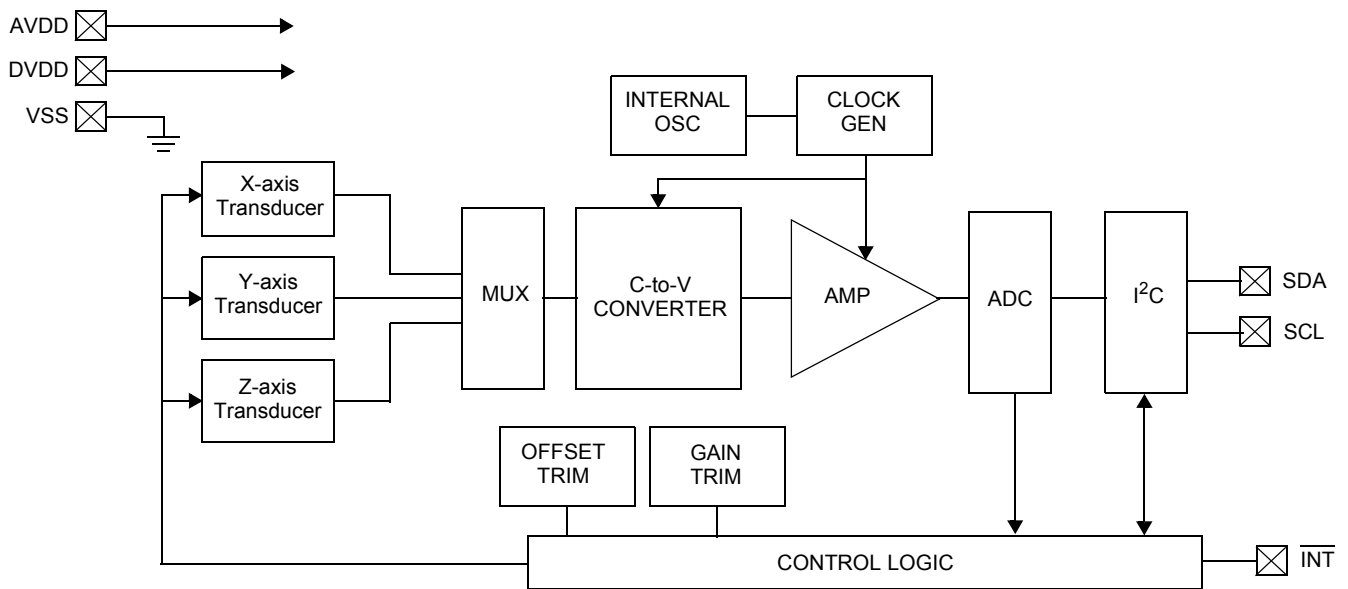 AVDD
DVDD
VSS
INTERNAL
OSC
CLOCK
GEN
X-axis
Transducer
Y-axis
Transducer
Z-axis
Transducer
MUX
C-to-V
CONVERTER
AMP
ADC
I²C
SDA
SCL
OFFSET
TRIM
GAIN
TRIM
CONTROL LOGIC
INT